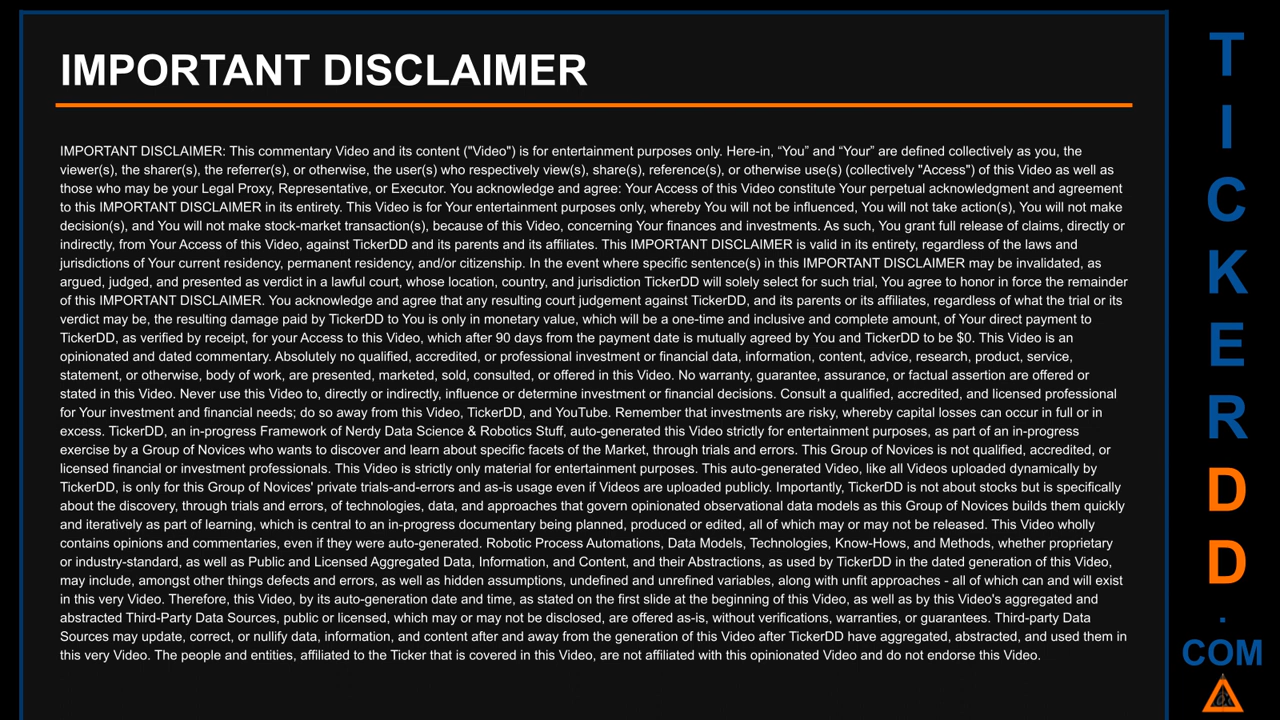 IMPORTANT DISCLAIMER
IMPORTANT DISCLAIMER: This commentary Video and its content ("Video") is for entertainment purposes only. Here-in, “You” and “Your” are defined collectively as you, the
viewer(s), the sharer(s), the referrer(s), or otherwise, the user(s) who respectively view(s), share(s), reference(s), or otherwise use(s) (collectively "Access") of this Video as well as
those who may be your Legal Proxy, Representative, or Executor. You acknowledge and agree: Your Access of this Video constitute Your perpetual acknowledgment and agreement
to this IMPORTANT DISCLAIMER in its entirety. This Video is for Your entertainment purposes only, whereby You will not be influenced, You will not take action(s), You will not make
decision(s), and You will not make stock-market transaction(s), because of this Video, concerning Your finances and investments. As such, You grant full release of claims, directly or
indirectly, from Your Access of this Video, against TickerDD and its parents and its affiliates. This IMPORTANT DISCLAIMER is valid in its entirety, regardless of the laws and
jurisdictions of Your current residency, permanent residency, and/or citizenship. In the event where specific sentence(s) in this IMPORTANT DISCLAIMER may be invalidated, as
argued, judged, and presented as verdict in a lawful court, whose location, country, and jurisdiction TickerDD will solely select for such trial, You agree to honor in force the remainder
of this IMPORTANT DISCLAIMER. You acknowledge and agree that any resulting court judgement against TickerDD, and its parents or its affiliates, regardless of what the trial or its
verdict may be, the resulting damage paid by TickerDD to You is only in monetary value, which will be a one-time and inclusive and complete amount, of Your direct payment to
TickerDD, as verified by receipt, for your Access to this Video, which after 90 days from the payment date is mutually agreed by You and TickerDD to be $0. This Video is an
opinionated and dated commentary. Absolutely no qualified, accredited, or professional investment or financial data, information, content, advice, research, product, service,
statement, or otherwise, body of work, are presented, marketed, sold, consulted, or offered in this Video. No warranty, guarantee, assurance, or factual assertion are offered or
stated in this Video. Never use this Video to, directly or indirectly, influence or determine investment or financial decisions. Consult a qualified, accredited, and licensed professional
for Your investment and financial needs; do so away from this Video, TickerDD, and YouTube. Remember that investments are risky, whereby capital losses can occur in full or in
excess. TickerDD, an in-progress Framework of Nerdy Data Science & Robotics Stuff, auto-generated this Video strictly for entertainment purposes, as part of an in-progress
exercise by a Group of Novices who wants to discover and learn about specific facets of the Market, through trials and errors. This Group of Novices is not qualified, accredited, or
licensed financial or investment professionals. This Video is strictly only material for entertainment purposes. This auto-generated Video, like all Videos uploaded dynamically by
TickerDD, is only for this Group of Novices' private trials-and-errors and as-is usage even if Videos are uploaded publicly. Importantly, TickerDD is not about stocks but is specifically
about the discovery, through trials and errors, of technologies, data, and approaches that govern opinionated observational data models as this Group of Novices builds them quickly
and iteratively as part of learning, which is central to an in-progress documentary being planned, produced or edited, all of which may or may not be released. This Video wholly
contains opinions and commentaries, even if they were auto-generated. Robotic Process Automations, Data Models, Technologies, Know-Hows, and Methods, whether proprietary
or industry-standard, as well as Public and Licensed Aggregated Data, Information, and Content, and their Abstractions, as used by TickerDD in the dated generation of this Video,
may include, amongst other things defects and errors, as well as hidden assumptions, undefined and unrefined variables, along with unfit approaches - all of which can and will exist
in this very Video. Therefore, this Video, by its auto-generation date and time, as stated on the first slide at the beginning of this Video, as well as by this Video's aggregated and
abstracted Third-Party Data Sources, public or licensed, which may or may not be disclosed, are offered as-is, without verifications, warranties, or guarantees. Third-party Data
Sources may update, correct, or nullify data, information, and content after and away from the generation of this Video after TickerDD have aggregated, abstracted, and used them in
this very Video. The people and entities, affiliated to the Ticker that is covered in this Video, are not affiliated with this opinionated Video and do not endorse this Video.
T
I
C
K
E
R
D
D
.
COM